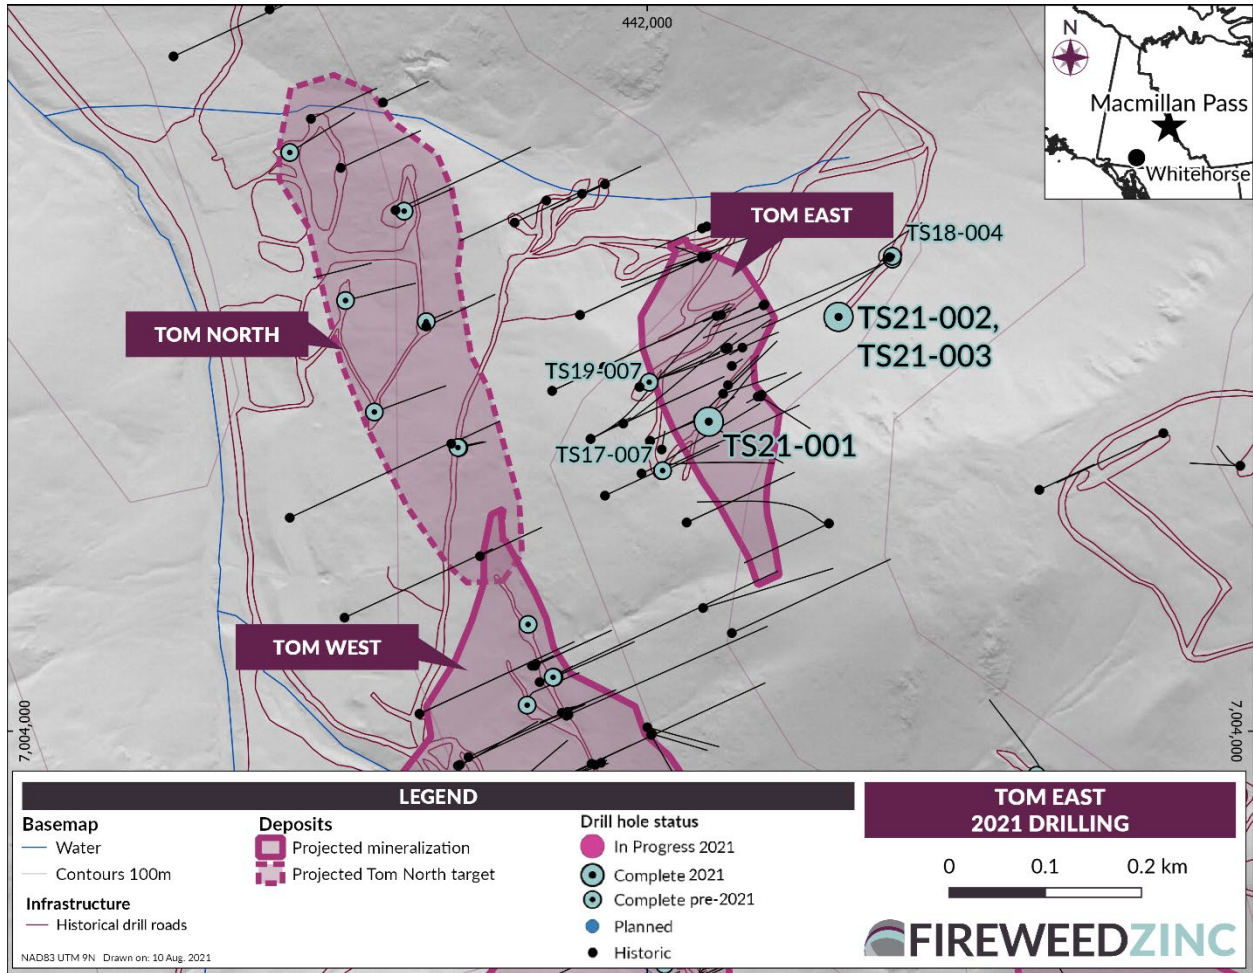 442,000
N
Macmillan Pass
Whitehorse
TOM EAST
TS18-004
TS21-002,
TS21-003
TOM NORTH
TS19-007
TS21-001
TS17-007
TOM WEST
7,004,000
7,004,000
LEGEND
Basemap
Water
Contours 100m
Infrastructure
Historical drill roads
NAD83 UTM 9N Drawn on: 10 Aug. 2021
Deposits
Projected mineralization
Projected Tom North target
Drill hole status
In Progress 2021
Complete 2021
Complete pre-2021
Planned
Historic
TOM EAST
2021 DRILLING
0 0.1 0.2 km
FIREWEEDZINC